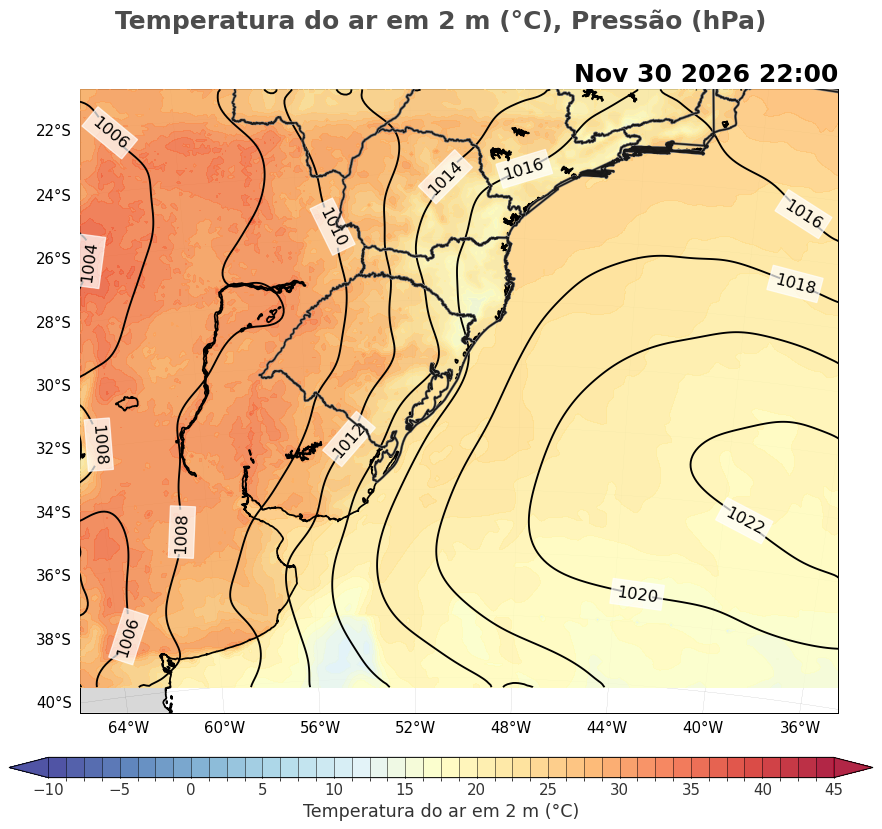 Temperatura do ar em 2 m (°C), Pressão (hPa)
Nov 30 2026 22:00
22°S
24°S
26°S
28°S
30°S
32°S
34°S
36°S
38°S
40°S
1006
1004
1008
1006
1008
1010
1012
1014
1016
1016
1018
1020
1022
64°W 60°W 56°W 52°W 48°W 44°W 40°W 36°W
−10 −5 0 5 10 15 20 25 30 35 40 45
Temperatura do ar em 2 m (°C)